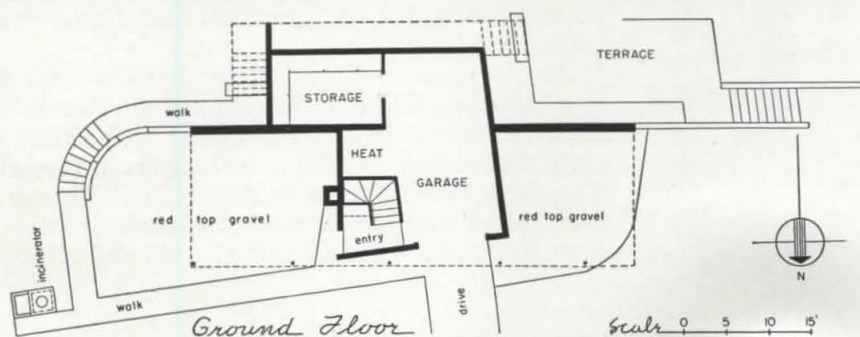 TERRACE
STORAGE
walk
HEAT
GARAGE
red top gravel
red top gravel
entry
incinerator
walk
drive
N
Ground Floor
Scale 0 5 10 15'